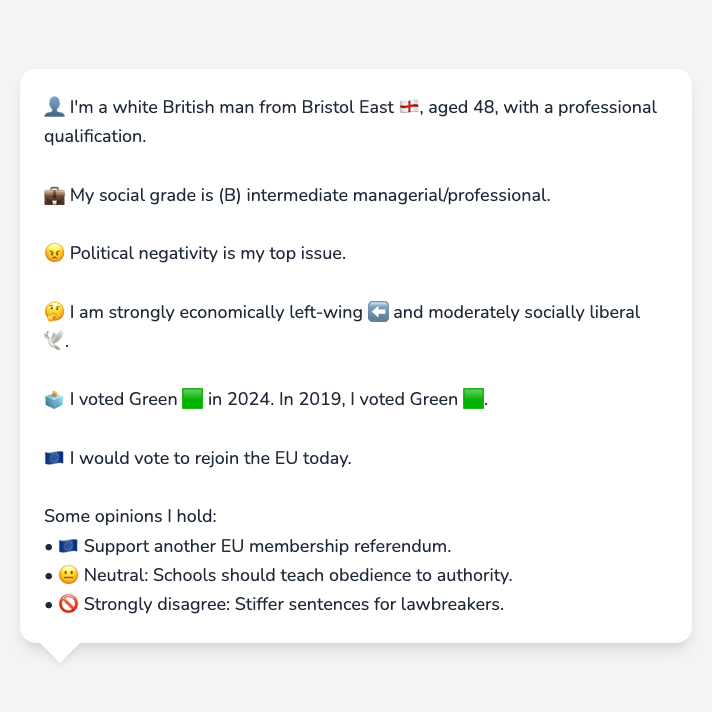 👤 I'm a white British man from Bristol East 🏴󠁧󠁢󠁥󠁮󠁧󠁿, aged 48, with a professional
qualification.
💼 My social grade is (B) intermediate managerial/professional.
😠 Political negativity is my top issue.
🤔 I am strongly economically left-wing ⬅️ and moderately socially liberal
🕊️.
🗳️ I voted Green 🟩 in 2024. In 2019, I voted Green 🟩.
🇪🇺 I would vote to rejoin the EU today.
Some opinions I hold:
• 🇪🇺 Support another EU membership referendum.
• 😐 Neutral: Schools should teach obedience to authority.
• 🚫 Strongly disagree: Stiffer sentences for lawbreakers.